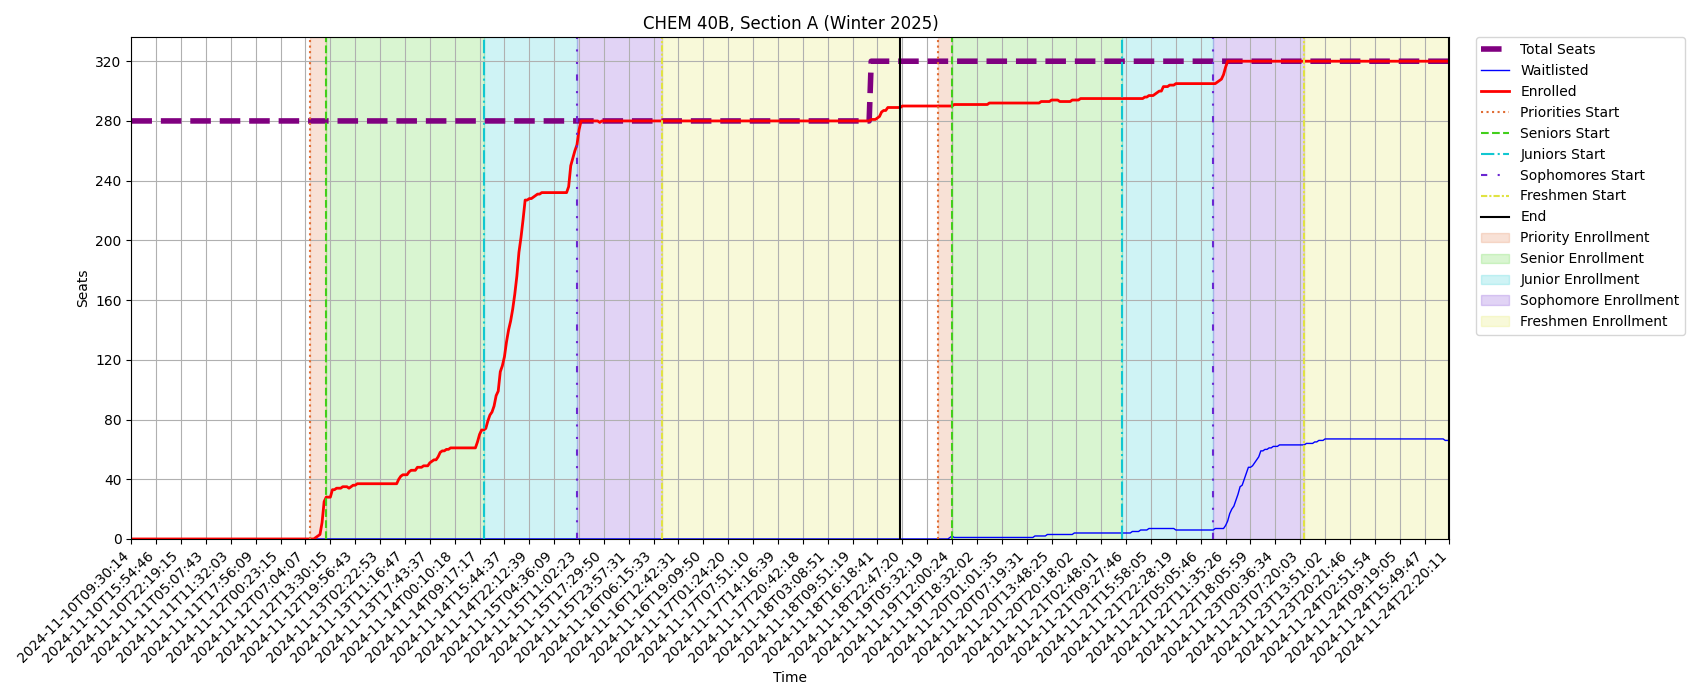 CHEM 40B, Section A (Winter 2025)
Seats
320
280
240
200
160
120
80
40
0
2024-11-10T09:30:14
2024-11-10T15:54:46
2024-11-10T22:19:15
2024-11-11T05:07:43
2024-11-11T11:32:03
2024-11-11T17:56:09
2024-11-12T00:23:15
2024-11-12T07:04:07
2024-11-12T13:30:15
2024-11-12T19:56:43
2024-11-13T03:22:53
2024-11-13T11:16:47
2024-11-13T17:43:37
2024-11-14T00:10:18
2024-11-14T09:17:17
2024-11-14T15:44:37
2024-11-14T22:12:39
2024-11-15T04:36:09
2024-11-15T11:02:23
2024-11-15T17:29:50
2024-11-15T23:57:31
2024-11-16T06:15:33
2024-11-16T12:42:31
2024-11-16T19:09:50
2024-11-17T01:24:20
2024-11-17T07:51:10
2024-11-17T14:16:39
2024-11-17T20:42:18
2024-11-18T03:08:51
2024-11-18T09:51:19
2024-11-18T16:18:41
2024-11-18T22:47:20
2024-11-19T05:32:19
2024-11-19T12:00:24
2024-11-19T18:32:02
2024-11-20T01:01:35
2024-11-20T07:19:31
2024-11-20T13:48:25
2024-11-20T20:18:02
2024-11-21T02:48:01
2024-11-21T09:27:46
2024-11-21T15:58:05
2024-11-21T22:28:19
2024-11-22T05:05:46
2024-11-22T11:35:26
2024-11-22T18:05:59
2024-11-23T00:36:34
2024-11-23T07:20:03
2024-11-23T13:51:02
2024-11-23T20:21:46
2024-11-24T02:51:54
2024-11-24T09:19:05
2024-11-24T15:49:47
2024-11-24T22:20:11
Time
Total Seats
Waitlisted
Enrolled
Priorities Start
Seniors Start
Juniors Start
Sophomores Start
Freshmen Start
End
Priority Enrollment
Senior Enrollment
Junior Enrollment
Sophomore Enrollment
Freshmen Enrollment